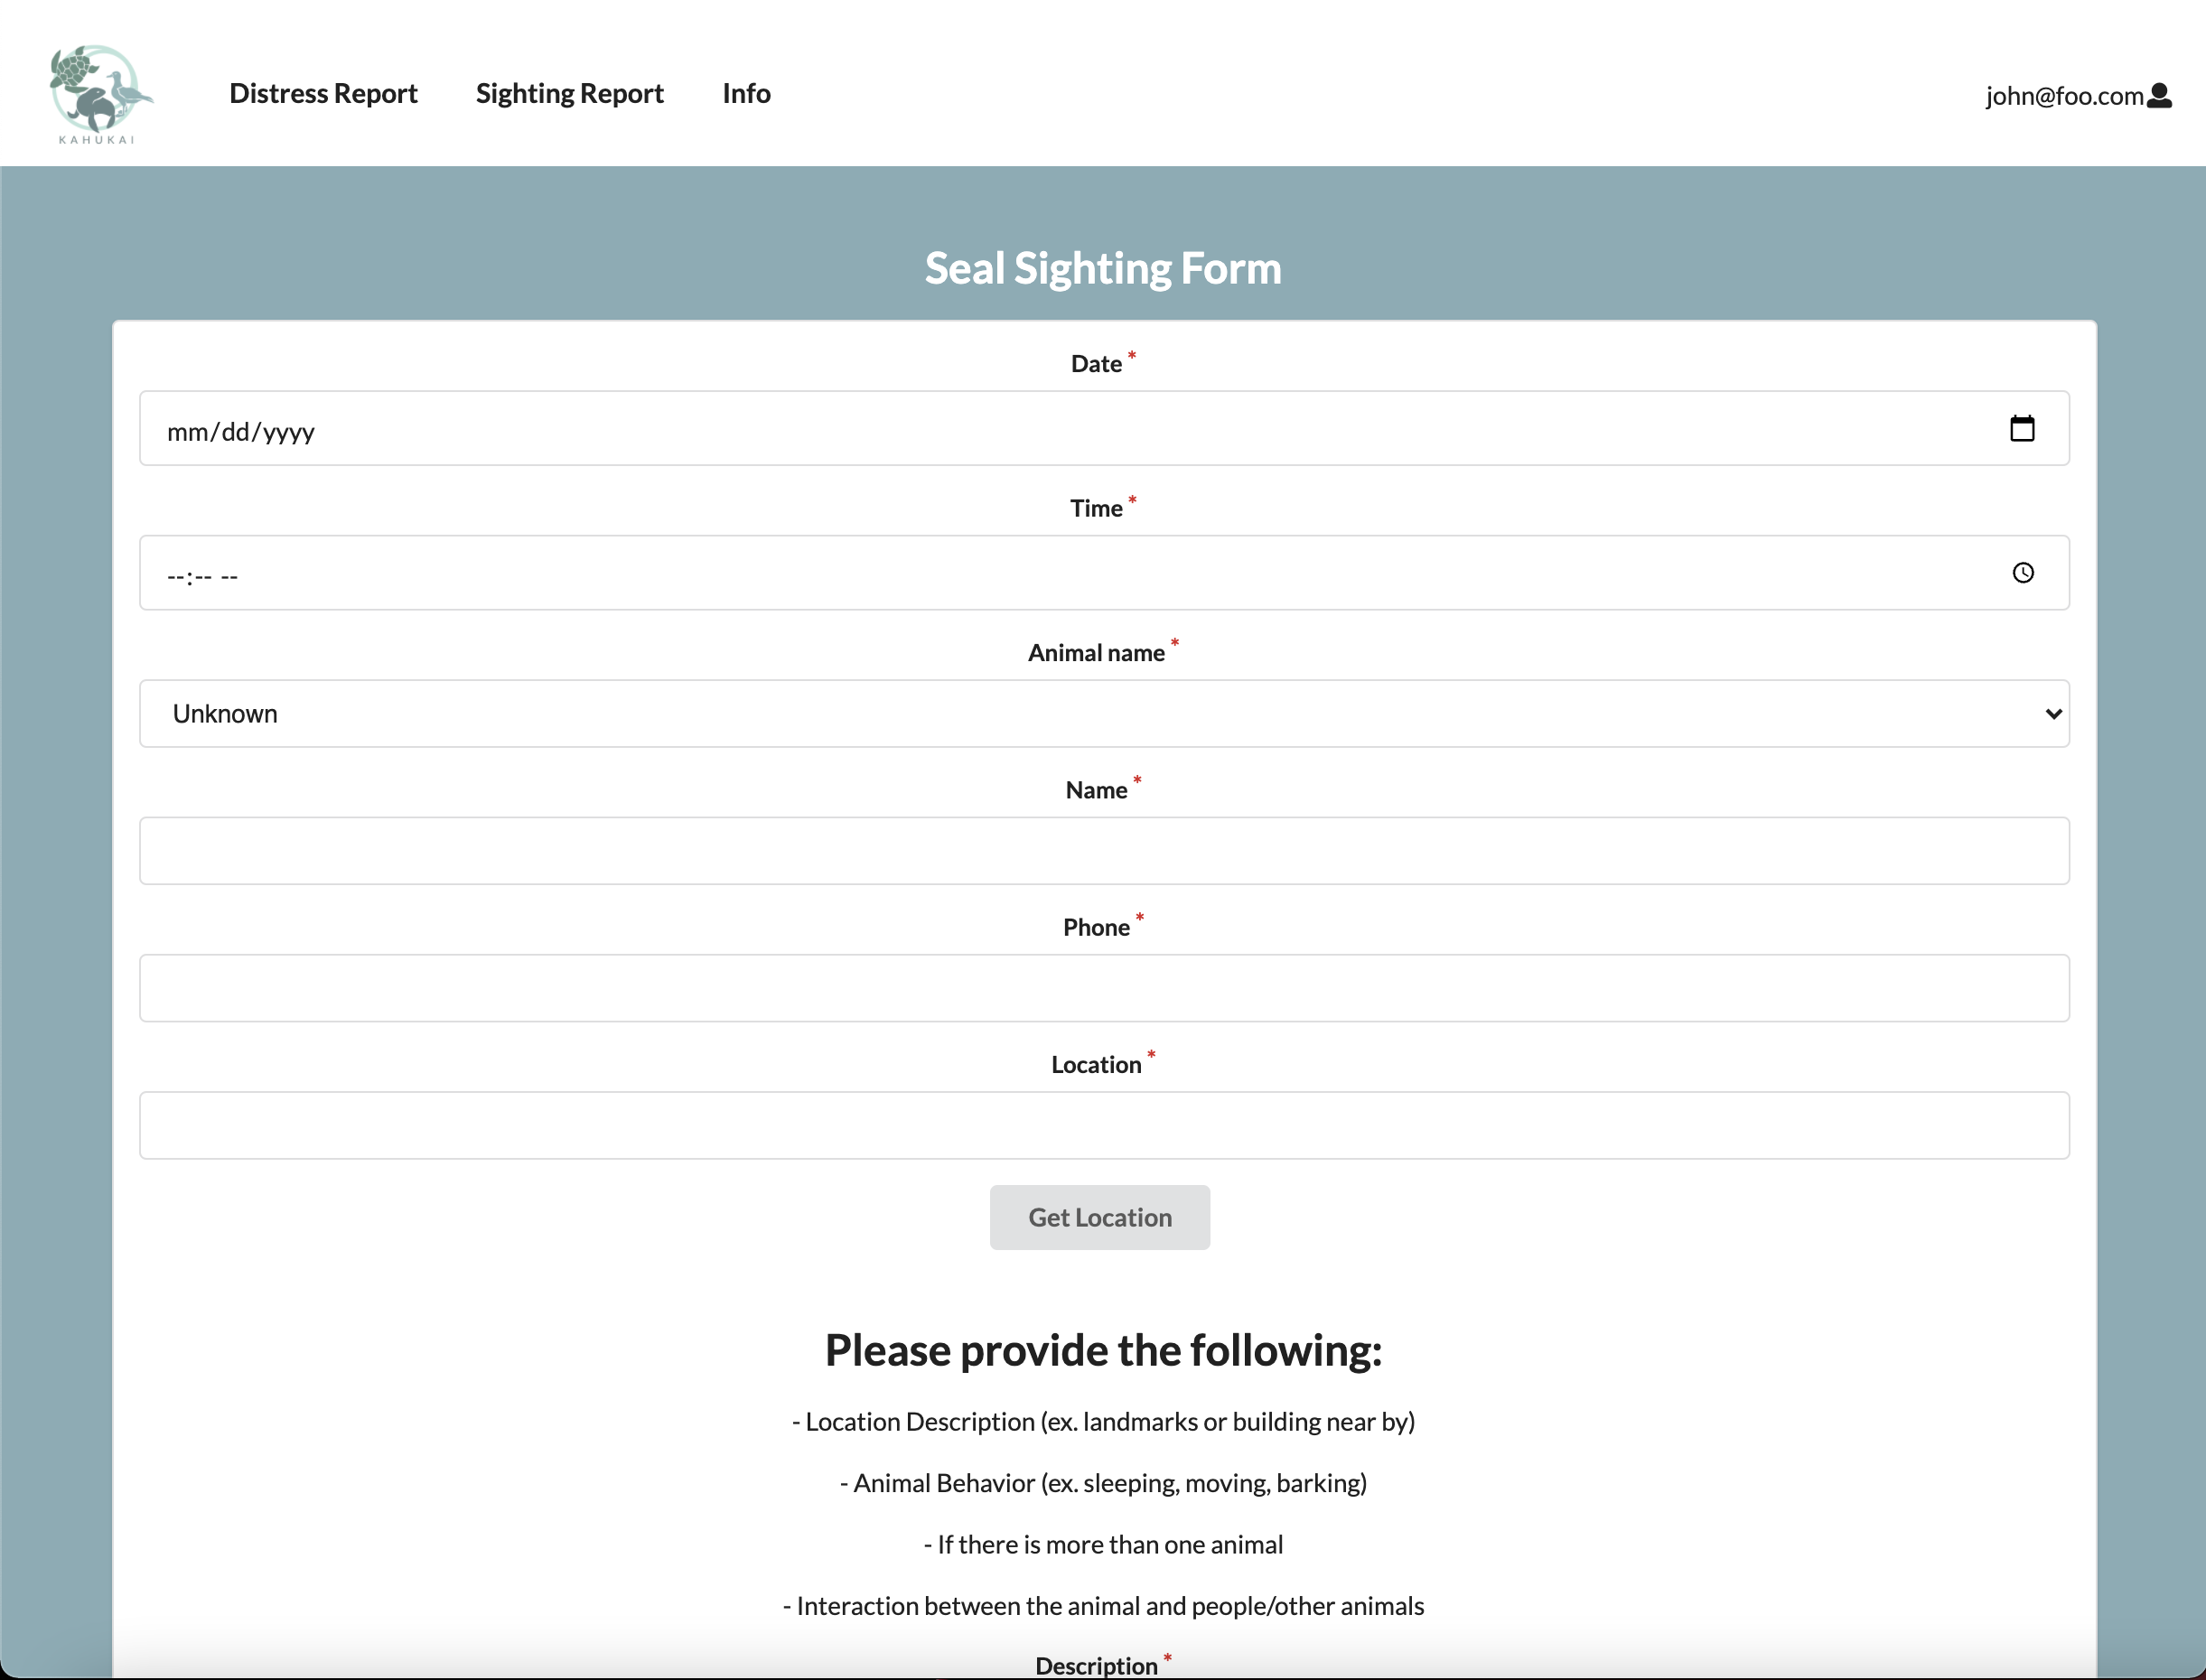 KAHUKAI
Distress Report Sighting Report Info john@foo.com
Seal Sighting Form
Date *
mm/dd/yyyy
Time *
--:-- --
Animal name *
Unknown
Name *
Phone *
Location *
Get Location
Please provide the following:
- Location Description (ex. landmarks or building near by)
- Animal Behavior (ex. sleeping, moving, barking)
- If there is more than one animal
- Interaction between the animal and people/other animals
Description *